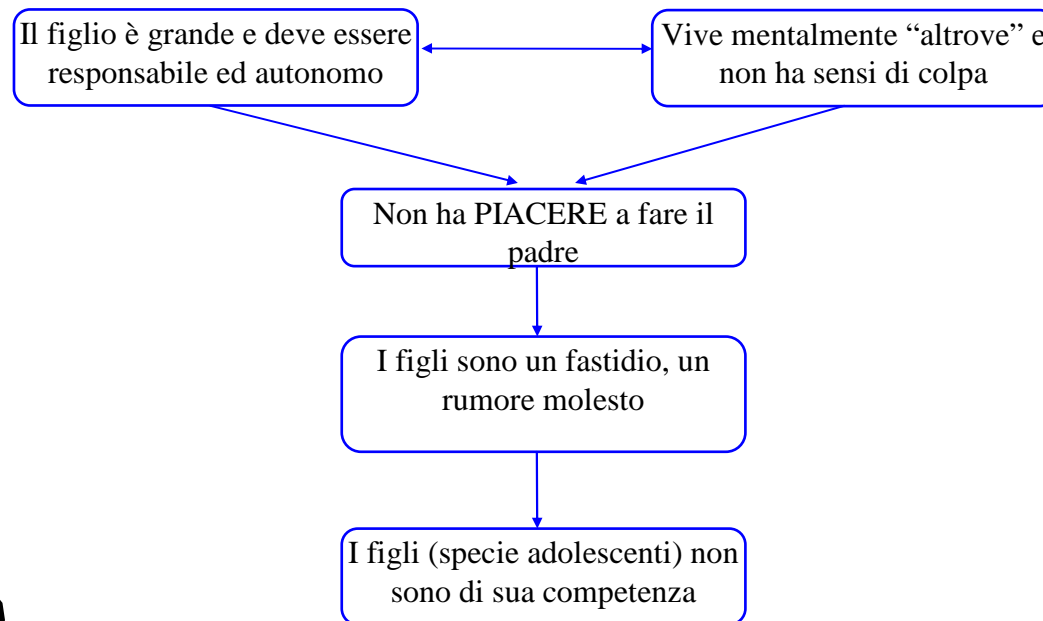 Il figlio è grande e deve essere
responsabile ed autonomo
Vive mentalmente “altrove” e
non ha sensi di colpa
Non ha PIACERE a fare il
padre
I figli sono un fastidio, un
rumore molesto
I figli (specie adolescenti) non
sono di sua competenza